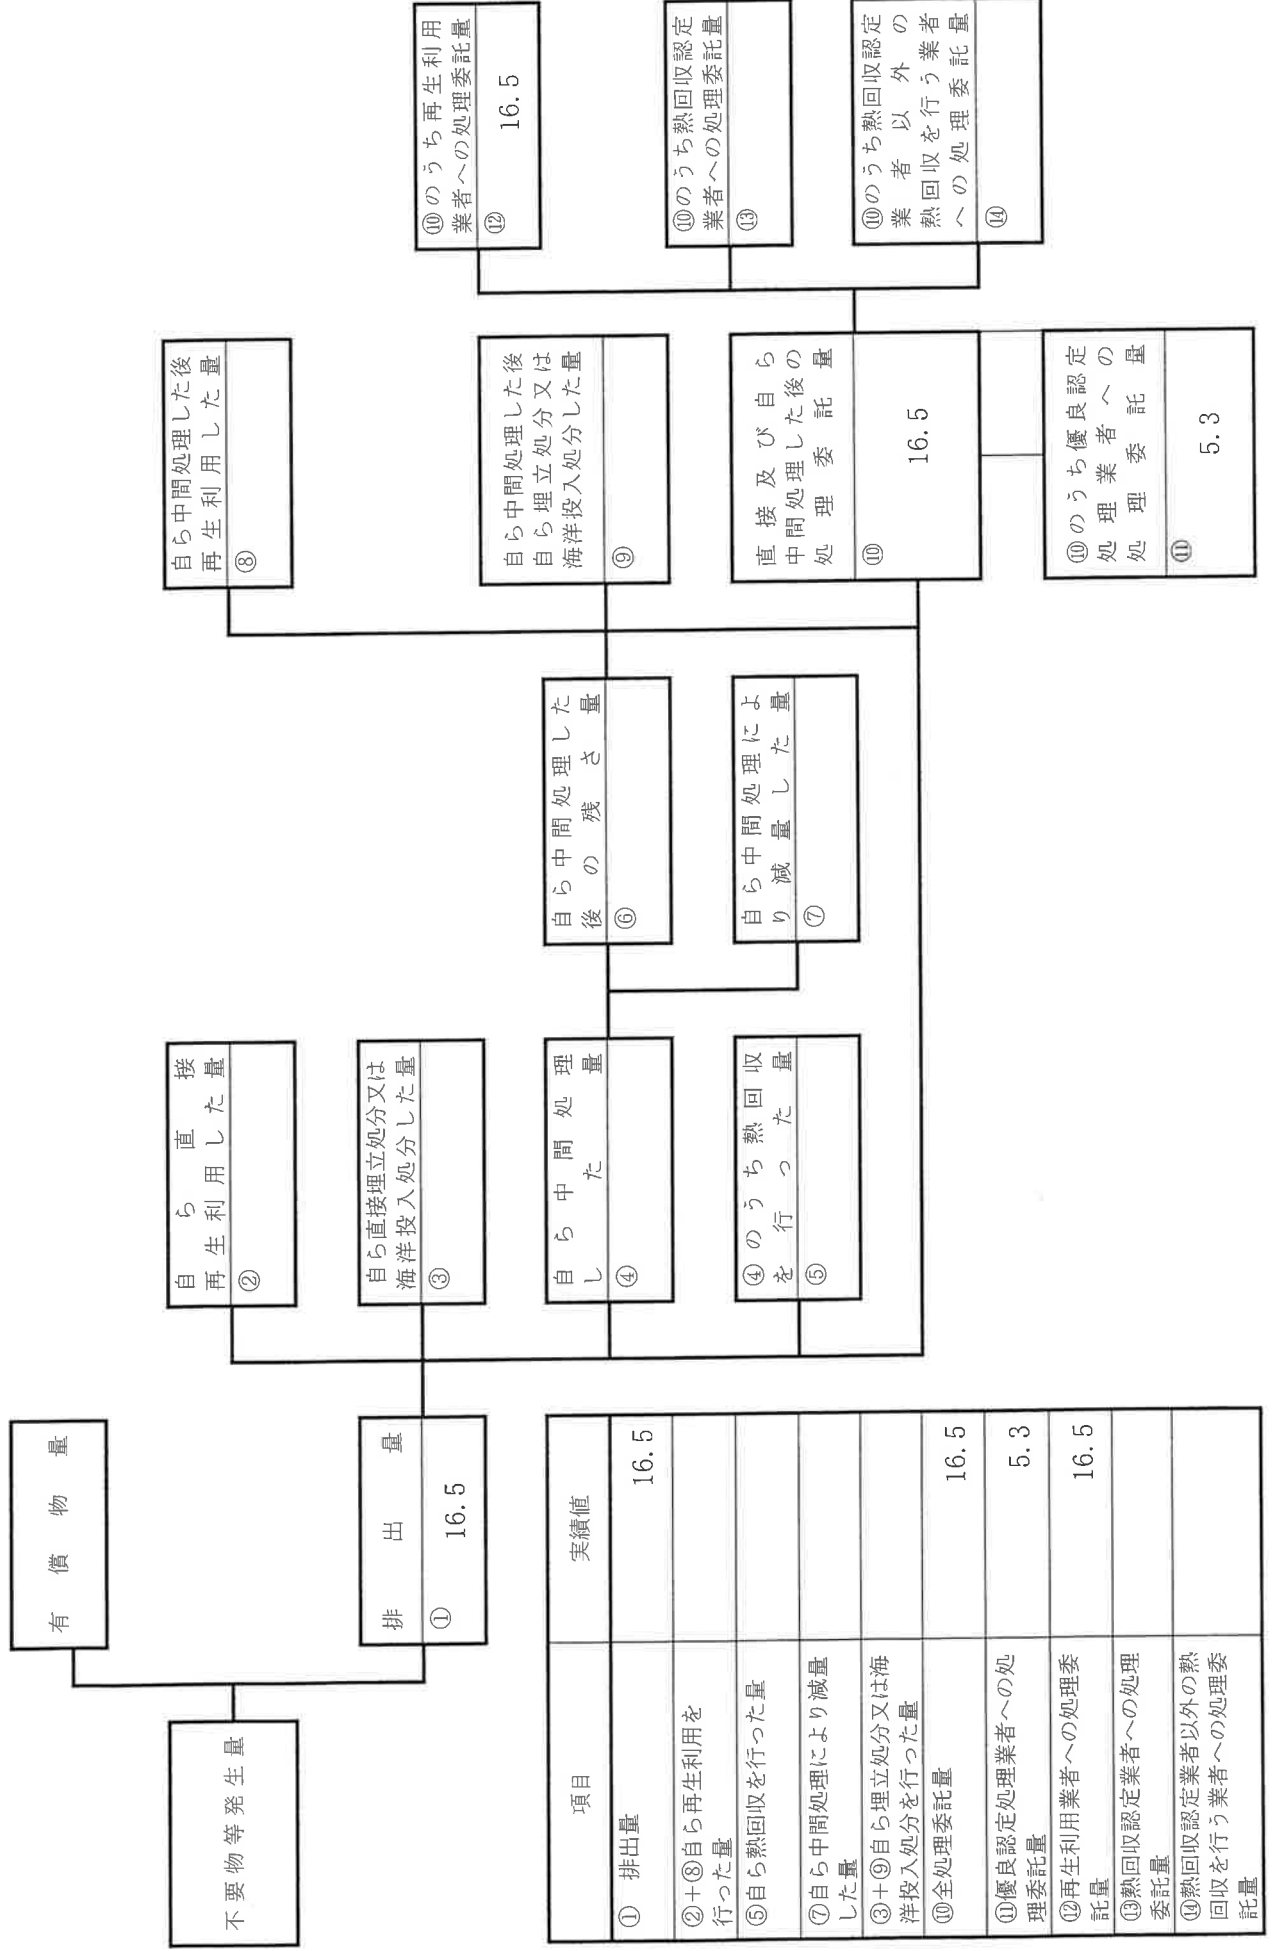 有償物量
不要物等発生量
排出量
①
16.5
自ら直接
再生利用した量
②
自ら直接埋立処分又は
海洋投入処分した量
③
自ら中間処理
した量
④
④のうち熱回収
を行った量
⑤
自ら中間処理した
後の残さ量
⑥
自ら中間処理によ
り減量した量
⑦
自ら中間処理した後
再生利用した量
⑧
自ら中間処理した後
自ら埋立処分又は
海洋投入処分した量
⑨
直接及び自ら
中間処理した後の
処理委託量
⑩
16.5
⑩のうち優良認定
処理業者への
処理委託量
⑪
5.3
⑩のうち再生利用
業者への処理委託量
⑫
16.5
⑩のうち熱回収認定
業者への処理委託量
⑬
⑩のうち熱回収認定
業者以外の
熱回収を行う業者
への処理委託量
⑭
項目 実績値
① 排出量 16.5
②+⑧自ら再生利用を
行った量
⑤自ら熱回収を行った量
⑦自ら中間処理により減量
した量
③+⑨自ら埋立処分又は海
洋投入処分を行った量
⑩全処理委託量 16.5
⑪優良認定処理業者への処
理委託量 5.3
⑫再生利用業者への処理委
託量 16.5
⑬熱回収認定業者への処理
委託量
⑭熱回収認定業者以外の熱
回収を行う業者への処理委
託量